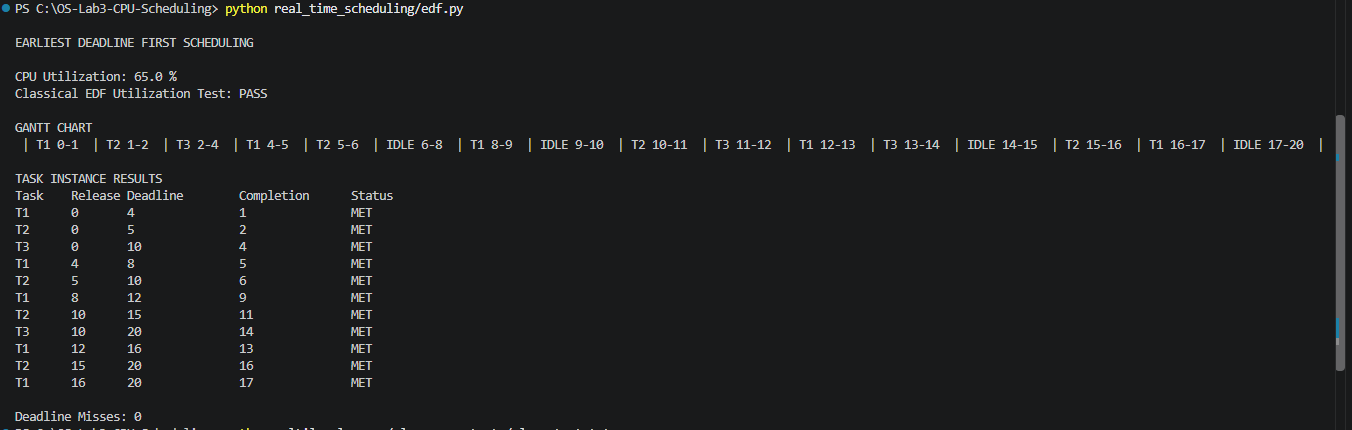 PS C:\OS-Lab3-CPU-Scheduling> python real_time_scheduling/edf.py
EARLIEST DEADLINE FIRST SCHEDULING
CPU Utilization: 65.0 %
Classical EDF Utilization Test: PASS
GANTT CHART
| T1 0-1 | T2 1-2 | T3 2-4 | T1 4-5 | T2 5-6 | IDLE 6-8 | T1 8-9 | IDLE 9-10 | T2 10-11 | T3 11-12 | T1 12-13 | T3 13-14 | IDLE 14-15 | T2 15-16 | T1 16-17 | IDLE 17-20 |
TASK INSTANCE RESULTS
Task Release Deadline Completion Status
T1 0 4 1 MET
T2 0 5 2 MET
T3 0 10 4 MET
T1 4 8 5 MET
T2 5 10 6 MET
T1 8 12 9 MET
T2 10 15 11 MET
T3 10 20 14 MET
T1 12 16 13 MET
T2 15 20 16 MET
T1 16 20 17 MET
Deadline Misses: 0